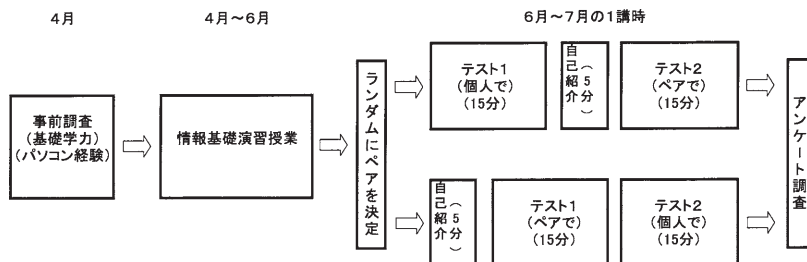 4月
4月～6月
6月～7月の1講時
事前調査
(基礎学力)
(パソコン経験)
情報基礎演習授業
ランダムにペアを決定
テスト1
(個人で)
(15分)
自己紹介
(5分)
テスト2
(ペアで)
(15分)
自己紹介
(5分)
テスト1
(ペアで)
(15分)
テスト2
(個人で)
(15分)
アンケート調査